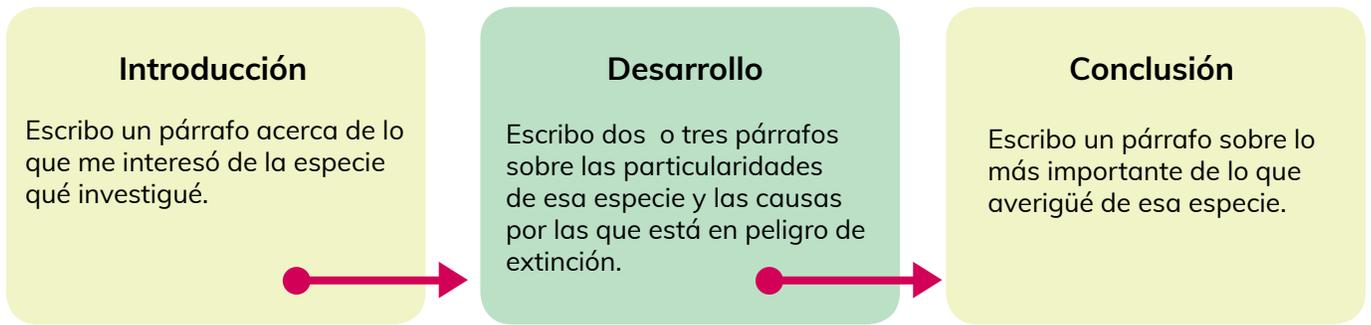 Introducción
Escribo un párrafo acerca de lo
que me interesó de la especie
qué investigué.
Desarrollo
Escribo dos  o tres párrafos
sobre las particularidades
de esa especie y las causas
por las que está en peligro de
extinción.
Conclusión
Escribo un párrafo sobre lo
más importante de lo que
averigüé de esa especie.